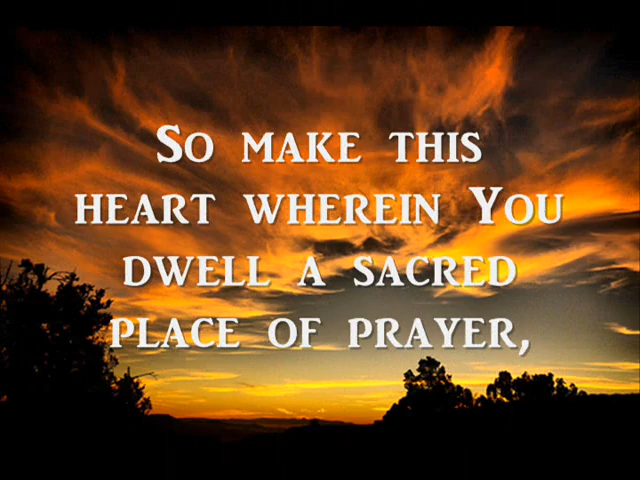 So make this
heart wherein You
dwell a sacred
place of prayer,